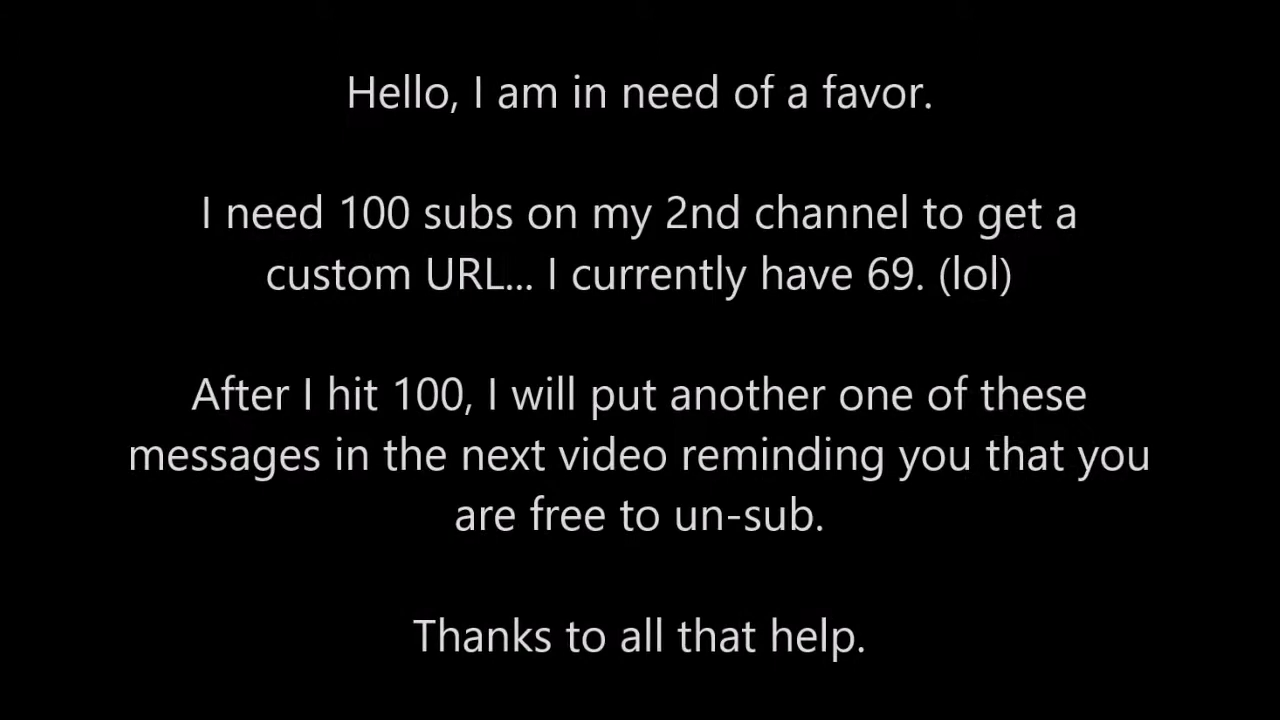 Hello, I am in need of a favor.
I need 100 subs on my 2nd channel to get a
custom URL... I currently have 69. (lol)
After I hit 100, I will put another one of these
messages in the next video reminding you that you
are free to un-sub.
Thanks to all that help.